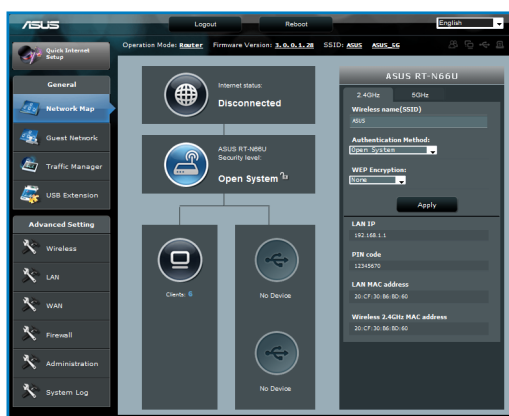 ASUS
Logout
Reboot
English
Quick Internet Setup
Operation Mode: Router Firmware Version: 3.0.0.1.28 SSID: ASUS ASUS_5G
General
Network Map
Guest Network
Traffic Manager
USB Extension
Advanced Setting
Wireless
LAN
WAN
Firewall
Administration
System Log
Internet status:
Disconnected
ASUS RT-N66U
Security level:
Open System
Clients: 6
No Device
No Device
ASUS RT-N66U
2.4GHz 5GHz
Wireless name(SSID)
ASUS
Authentication Method:
Open System
WEP Encryption:
None
Apply
LAN IP
192.168.1.1
PIN code
12345670
LAN MAC address
20:CF:30:B6:BD:60
Wireless 2.4GHz MAC address
20:CF:30:B6:BD:60